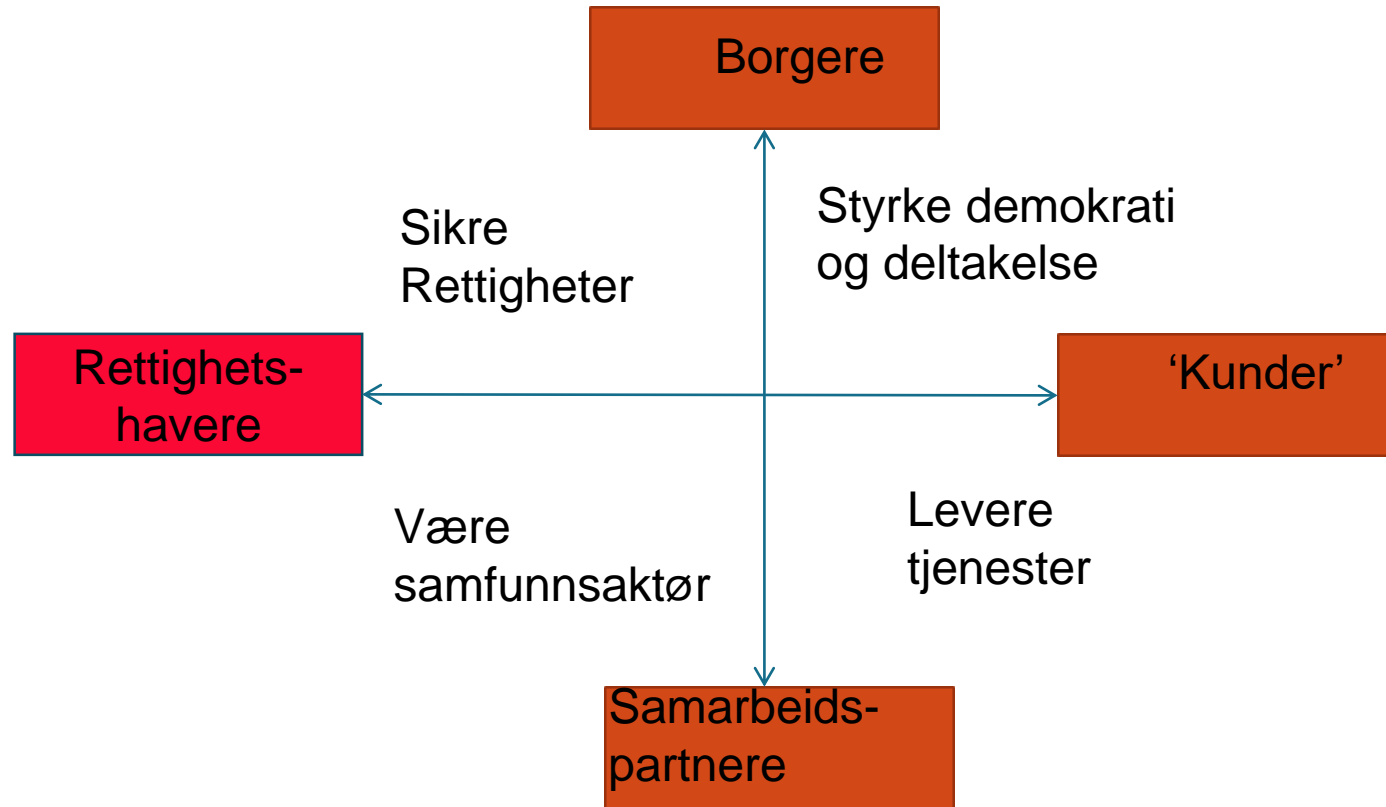 Borgere
Styrke demokrati
og deltakelse
Sikre
Rettigheter
Rettighets-
havere
‘Kunder’
Være
samfunnsaktør
Levere
tjenester
Samarbeids-
partnere